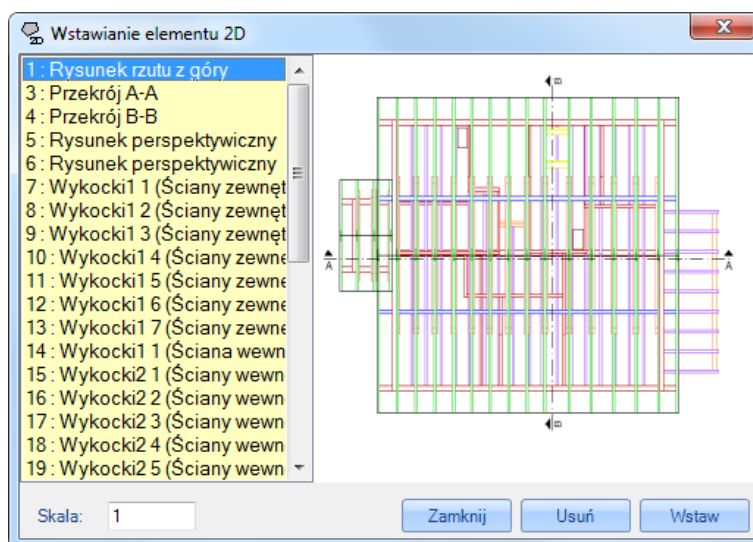 Wstawianie elementu 2D
1 : Rysunek rzutu z góry
3 : Przekrój A-A
4 : Przekrój B-B
5 : Rysunek perspektywiczny
6 : Rysunek perspektywiczny
7 : Wykocki1 1 (Ściany zewnęt
8 : Wykocki1 2 (Ściany zewnęt
9 : Wykocki1 3 (Ściany zewnęt
10 : Wykocki1 4 (Ściany zewnę
11 : Wykocki1 5 (Ściany zewnę
12 : Wykocki1 6 (Ściany zewnę
13 : Wykocki1 7 (Ściany zewnę
14 : Wykocki1 1 (Ściana wewn
15 : Wykocki2 1 (Ściany wewn
16 : Wykocki2 2 (Ściany wewn
17 : Wykocki2 3 (Ściany wewn
18 : Wykocki2 4 (Ściany wewn
19 : Wykocki2 5 (Ściany wewn
B
A
A
B
Skala: 1
Zamknij
Usuń
Wstaw